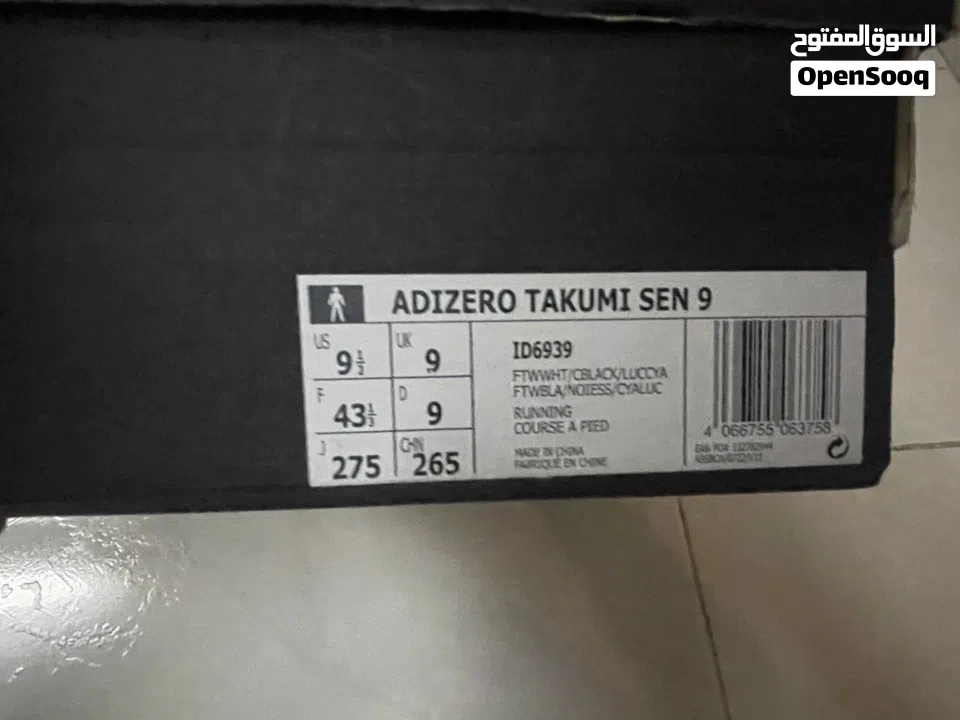 السوق المفتوح
OpenSooq
ADIZERO TAKUMI SEN 9
US 9½ UK 9
F 43⅓ D 9
J 275 CHN 265
ID6939
FTWWHT/CBLACK/LUCCYA
FTWBLA/NOIESS/CYALUC
RUNNING
COURSE A PIED
MADE IN CHINA
FABRIQUE EN CHINE
4 066755 063758